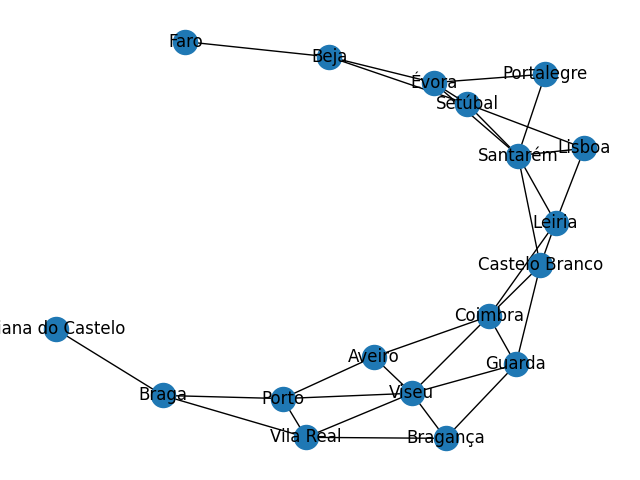 Faro
Beja
Portalegre
Évora
Setúbal
Lisboa
Santarém
Leiria
Castelo Branco
Coimbra
iana do Castelo
Aveiro
Guarda
Viseu
Braga
Porto
Vila Real
Bragança